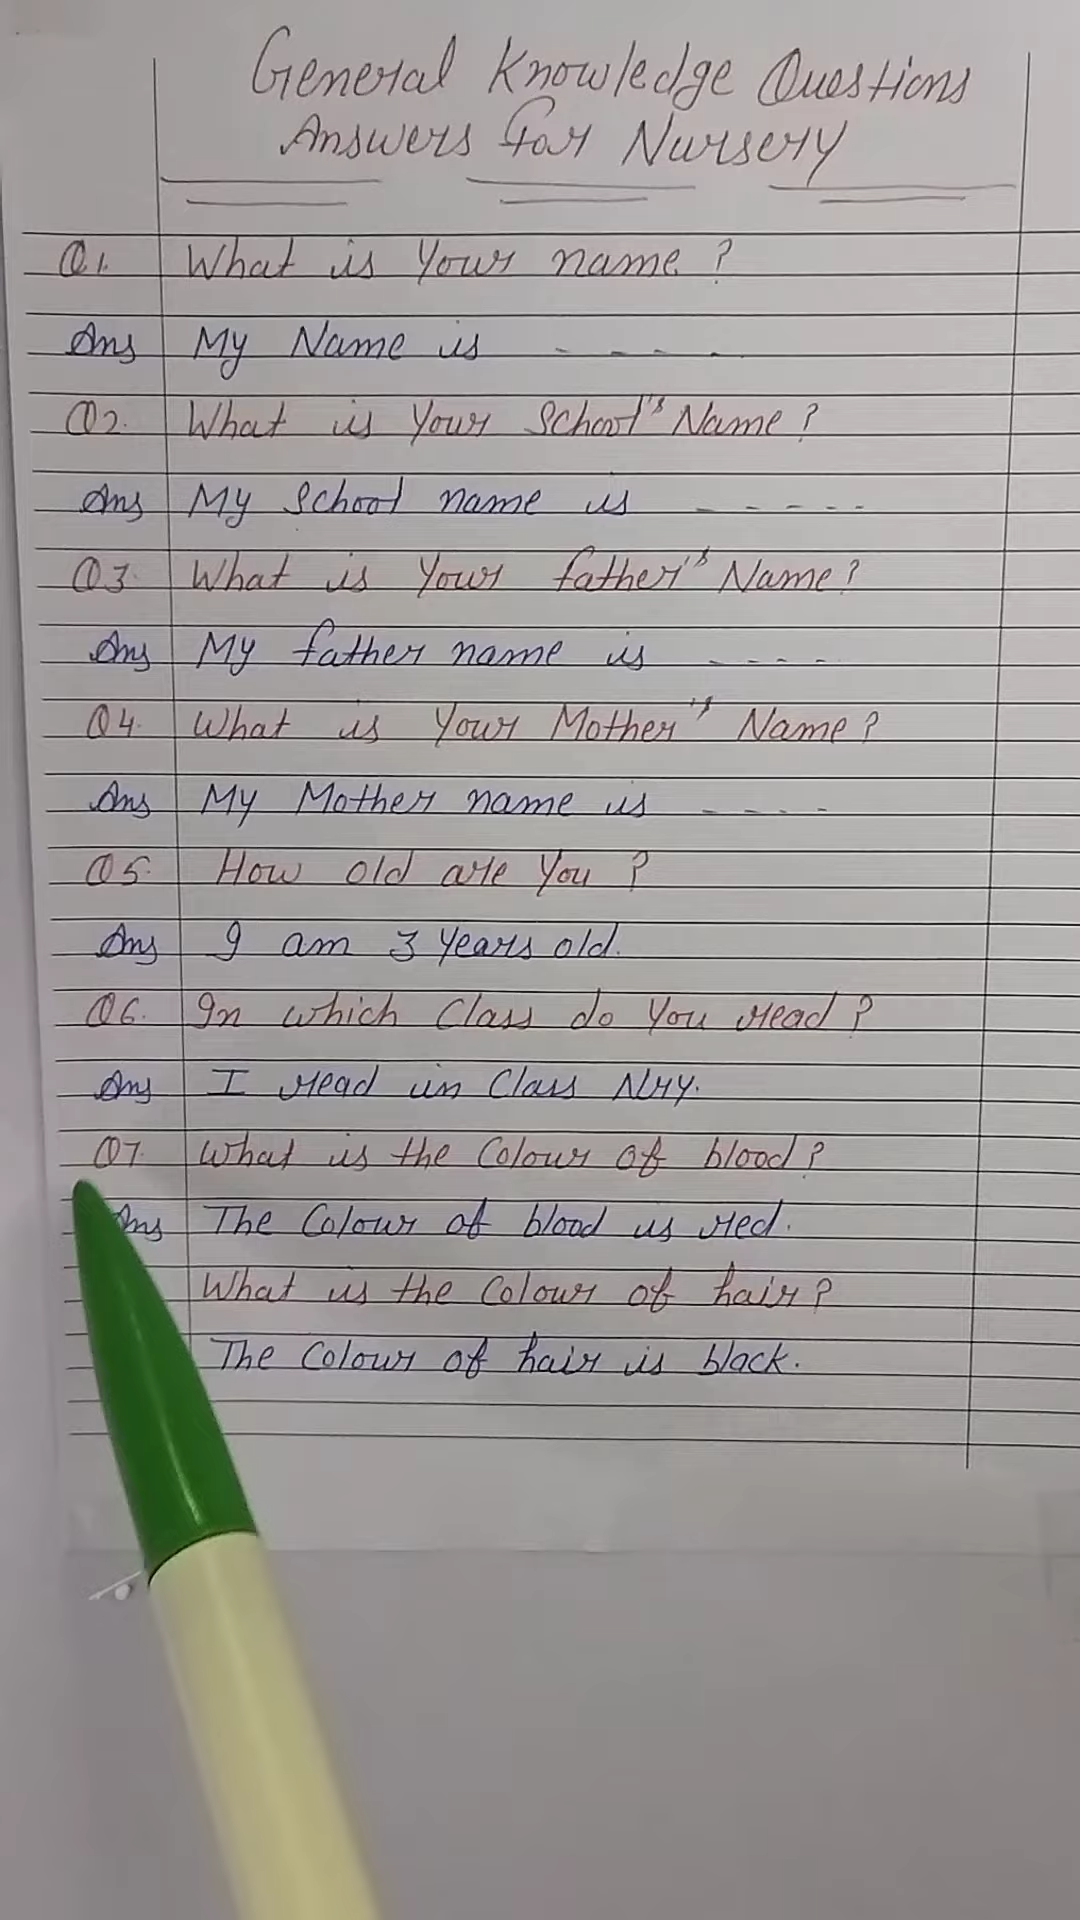 General Knowledge Questions
Answers For Nursery
Q1. What is Your name?
Ans My Name is - - - -
Q2. What is Your School's Name?
Ans My School name is - - - - -
Q3. What is Your father's Name?
Ans My father name is - - - -
Q4. What is Your Mother's Name?
Ans My Mother name is - - - -
Q5. How old are You?
Ans I am 3 Years old.
Q6. In which Class do You read?
Ans I read in Class Nry.
Q7. What is the Colour of blood?
Ans The Colour of blood is red.
What is the Colour of hair?
The Colour of hair is black.